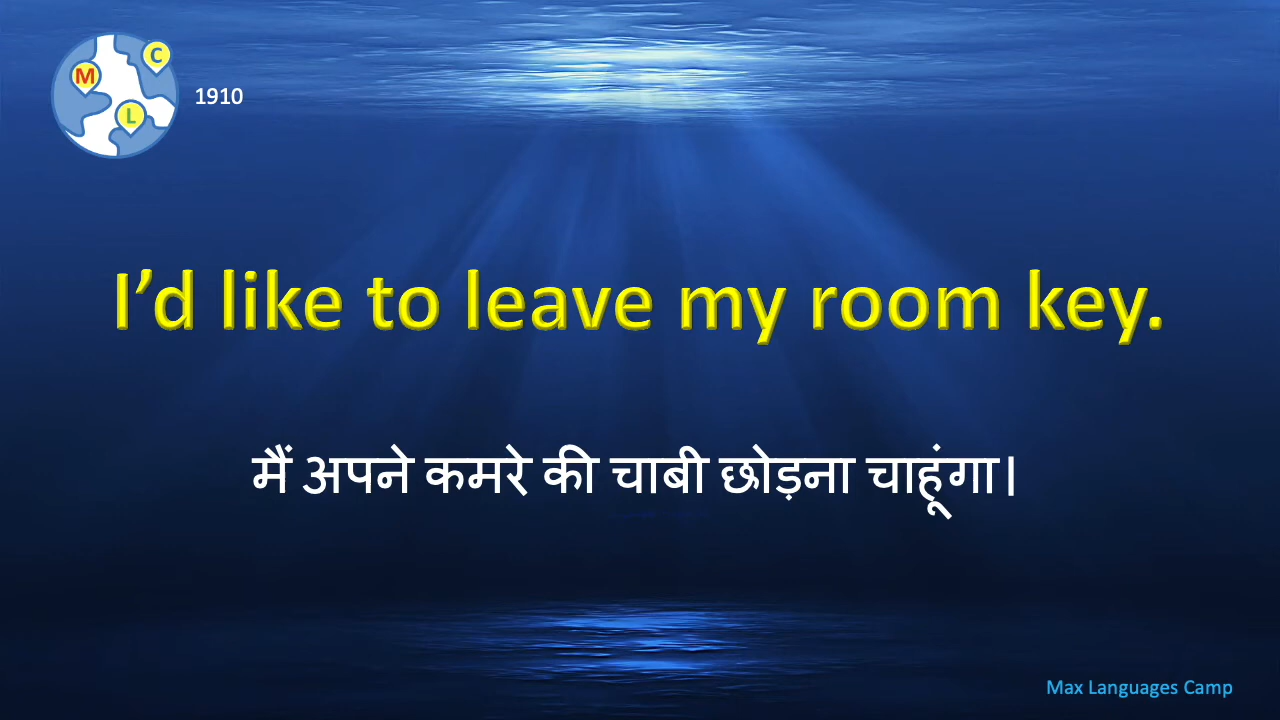 C
M
L
1910
I’d like to leave my room key.
मैं अपने कमरे की चाबी छोड़ना चाहूंगा।
Max Languages Camp